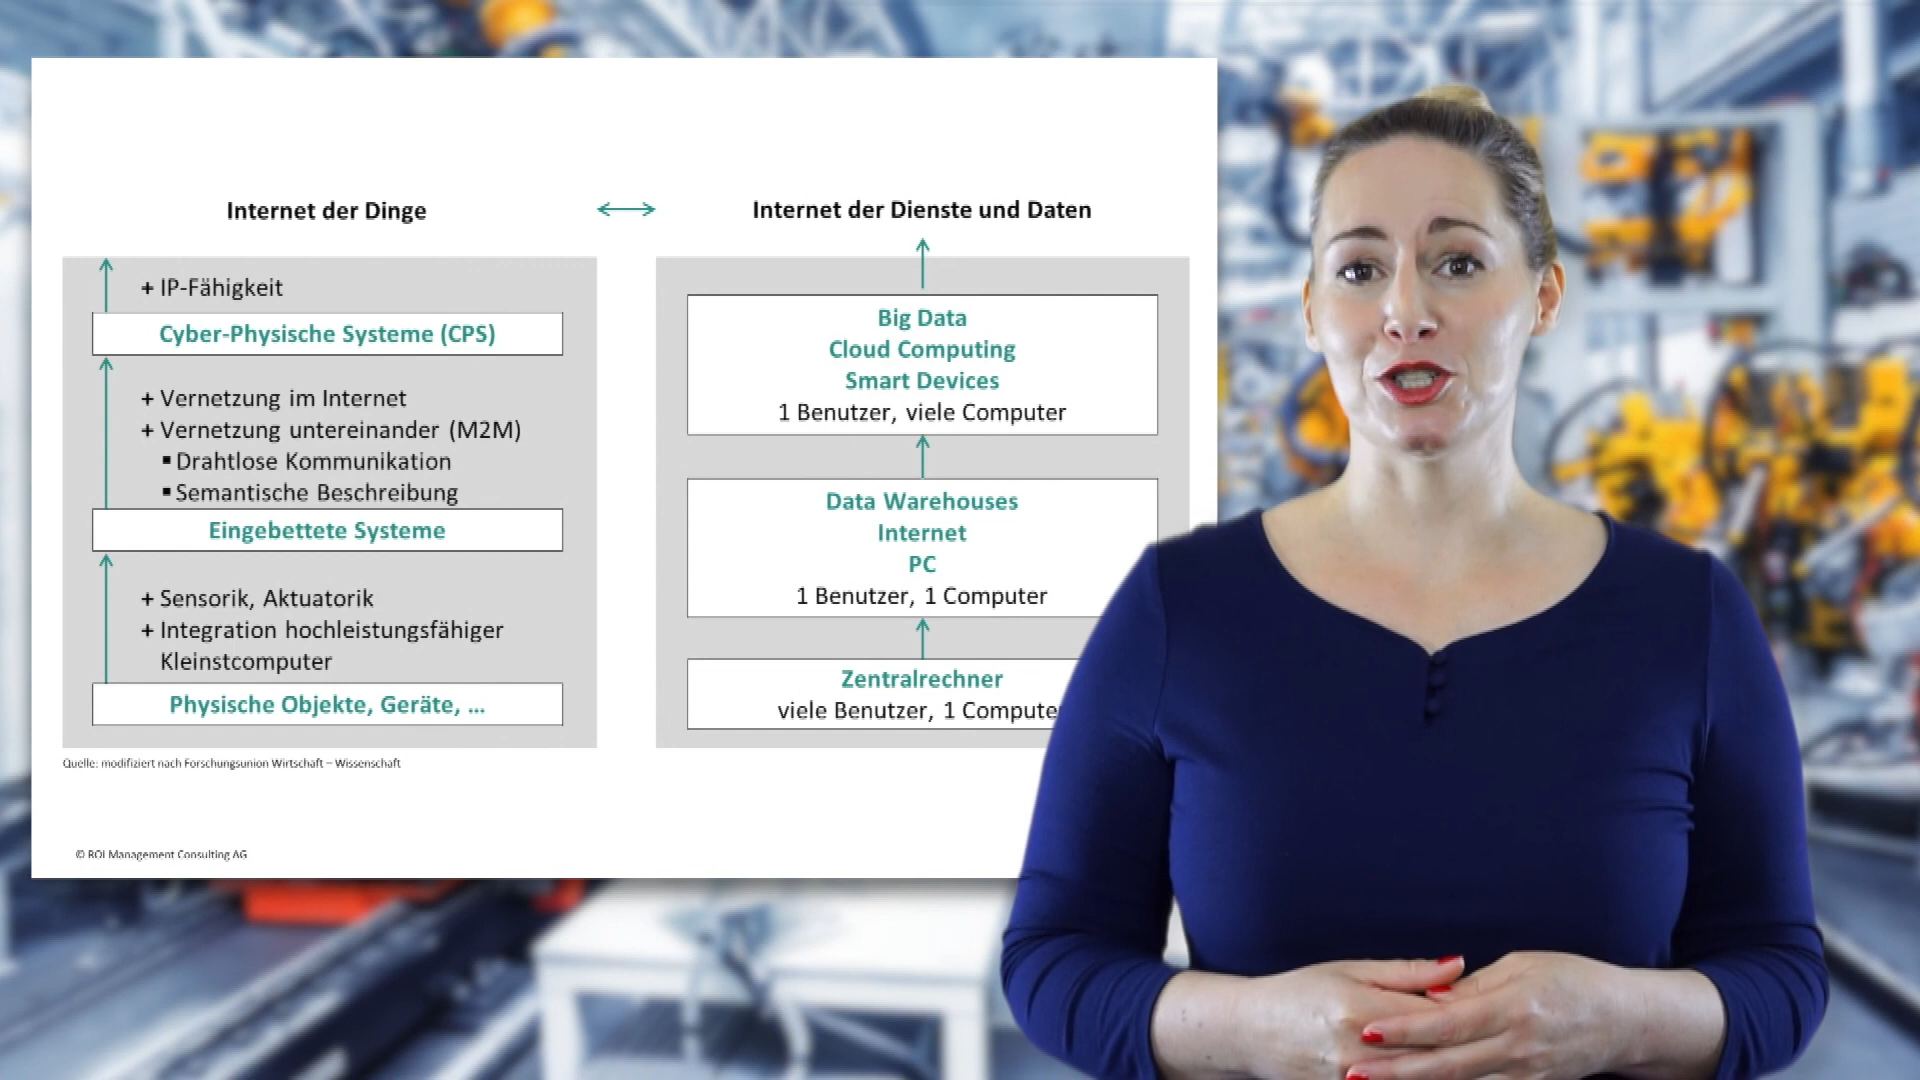 Internet der Dinge
+ IP-Fähigkeit
Cyber-Physische Systeme (CPS)
+ Vernetzung im Internet
+ Vernetzung untereinander (M2M)
▪ Drahtlose Kommunikation
▪ Semantische Beschreibung
Eingebettete Systeme
+ Sensorik, Aktuatorik
+ Integration hochleistungsfähiger
Kleinstcomputer
Physische Objekte, Geräte, ...
Quelle: modifiziert nach Forschungsunion Wirtschaft – Wissenschaft
Internet der Dienste und Daten
Big Data
Cloud Computing
Smart Devices
1 Benutzer, viele Computer
Data Warehouses
Internet
PC
1 Benutzer, 1 Computer
Zentralrechner
viele Benutzer, 1 Compute
© ROI Management Consulting AG